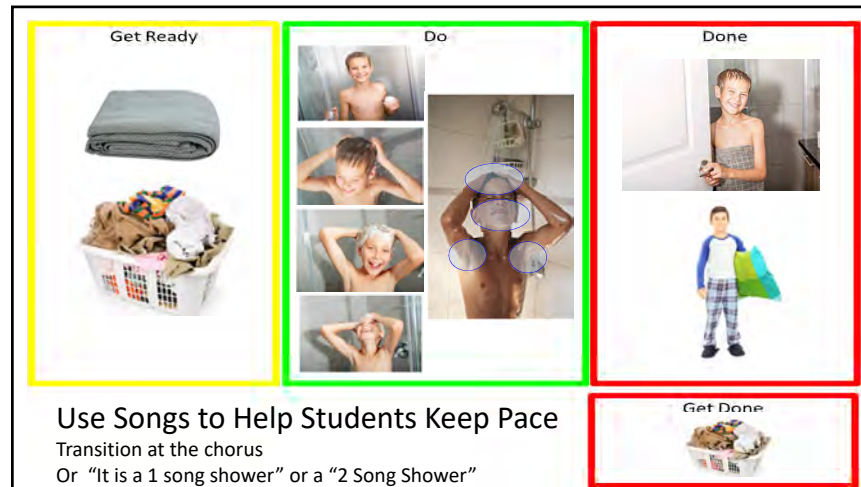 Get Ready
Do
Done
Use Songs to Help Students Keep Pace
Transition at the chorus
Or “It is a 1 song shower” or a “2 Song Shower”
Get Done